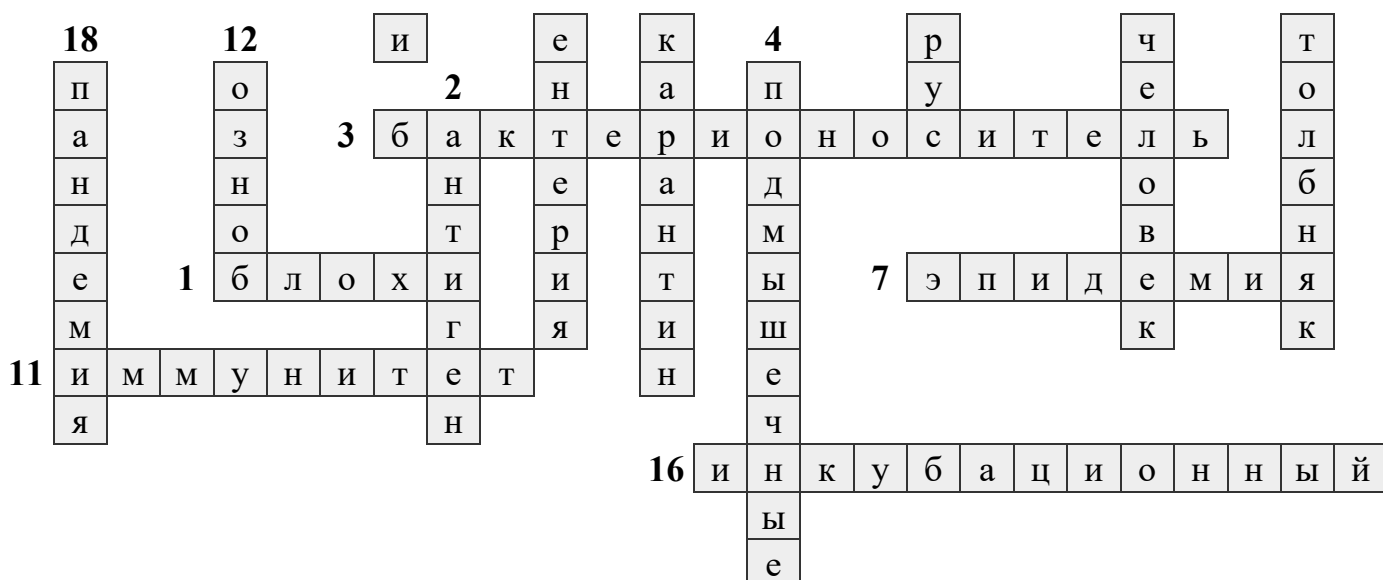 18 12 и е к 4 р ч т
п о 2 н а п у е о
а з 3 б а к т е р и о н о с и т е л ь л
н н н е а д о б
д о т р н м в н
е 1 б л о х и и т ы 7 э п и д е м и я
м г я и ш к к
11 и м м у н и т е т н е
я н ч
16 и н к у б а ц и о н н ы й
ы
е